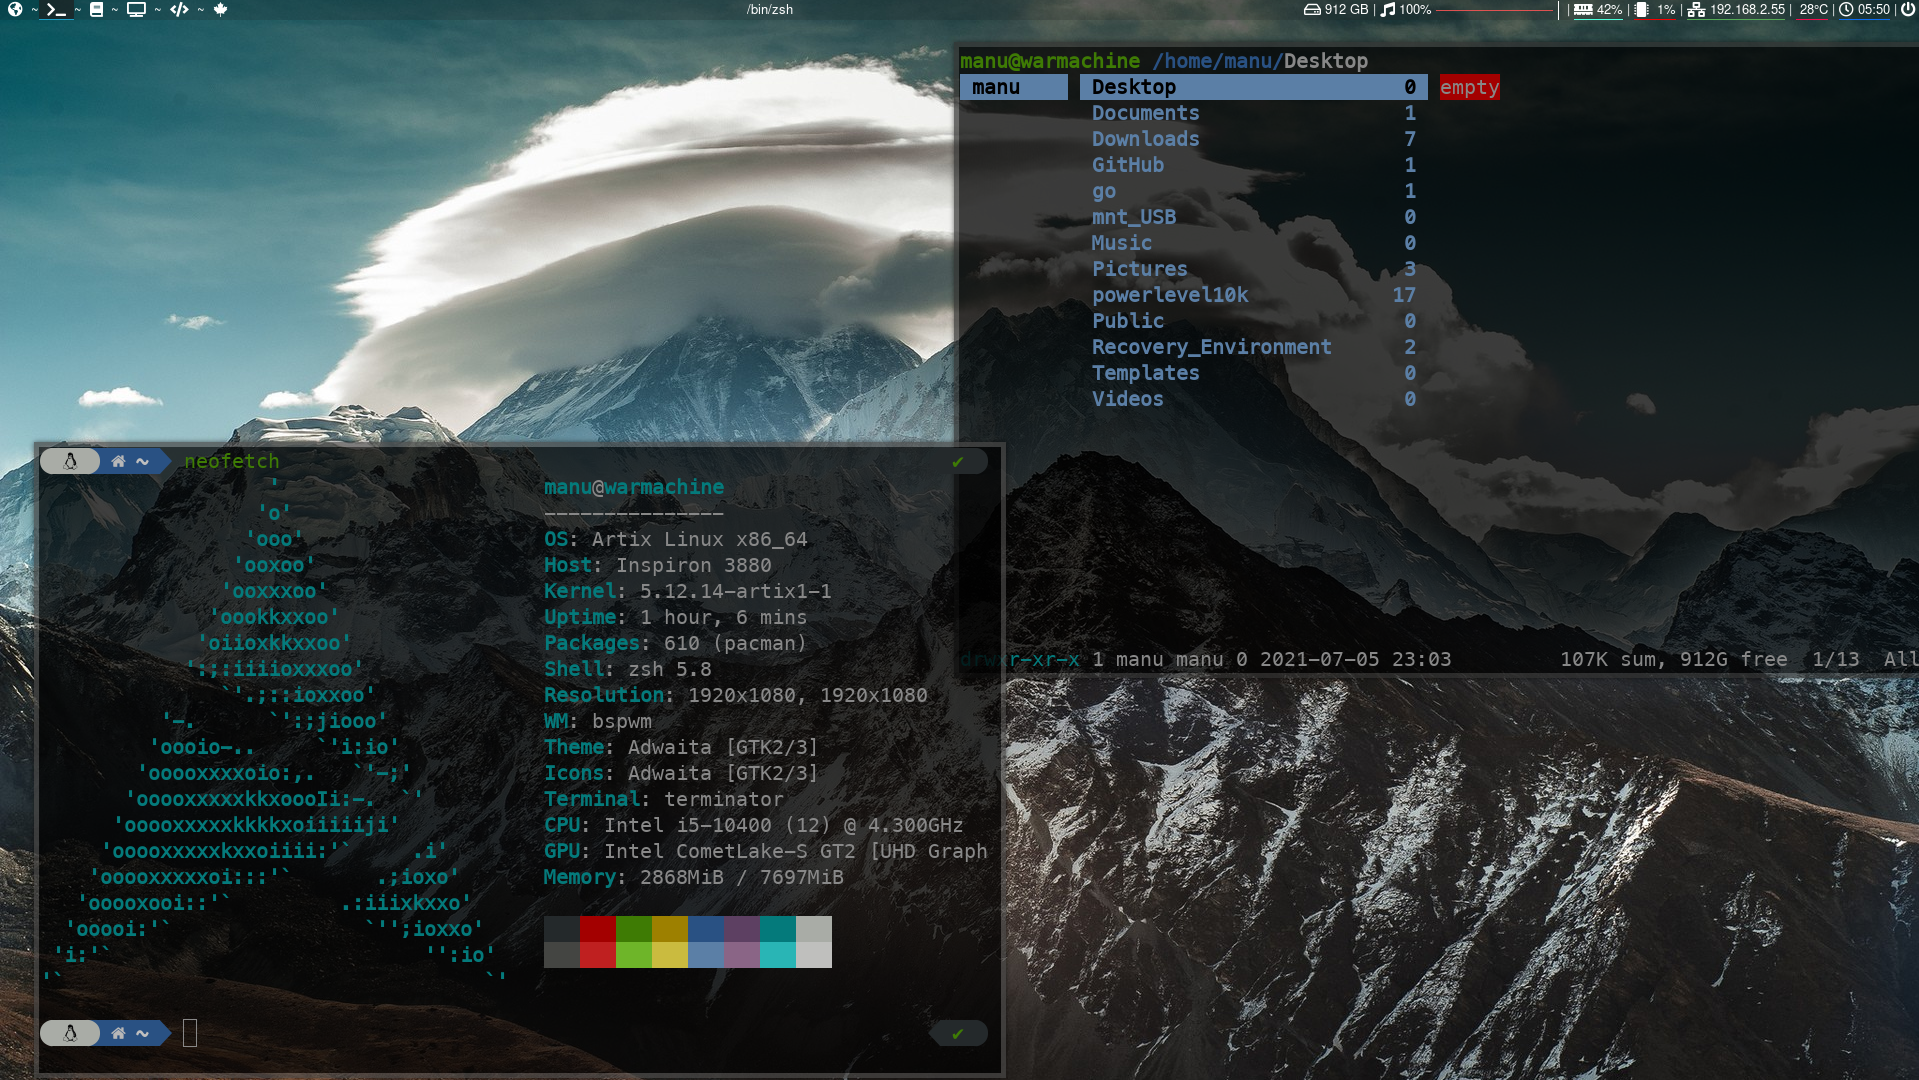 ~ ~ ~ ~ ~ /bin/zsh 912 GB | 100% | | 42% | 1% | 192.168.2.55 | 28°C | 05:50 |
manu@warmachine /home/manu/Desktop
manu Desktop 0 empty
Documents 1
Downloads 7
GitHub 1
go 1
mnt_USB 0
Music 0
Pictures 3
powerlevel10k 17
Public 0
Recovery_Environment 2
Templates 0
Videos 0
drwxr-xr-x 1 manu manu 0 2021-07-05 23:03 107K sum, 912G free 1/13 All
~ neofetch ✔
'
'o'
'ooo'
'ooxoo'
'ooxxxoo'
'oookkxxoo'
'oiioxkkxxoo'
':;:iiiioxxxoo'
`'.;::ioxxoo'
'-. `':;jiooo'
'oooio-.. `'i:io'
'ooooxxxxoio:,. `'-;'
'ooooxxxxxkkxoooIi:-. `'
'ooooxxxxxkkkkxoiiiiiji'
'ooooxxxxxkxxoiiii:'` .i'
'ooooxxxxxoi:::'` .;ioxo'
'ooooxooi::'` .:iiixkxxo'
'ooooi:'` `'';ioxxo'
'i:'` '':io'
'` `'
manu@warmachine
---------------
OS: Artix Linux x86_64
Host: Inspiron 3880
Kernel: 5.12.14-artix1-1
Uptime: 1 hour, 6 mins
Packages: 610 (pacman)
Shell: zsh 5.8
Resolution: 1920x1080, 1920x1080
WM: bspwm
Theme: Adwaita [GTK2/3]
Icons: Adwaita [GTK2/3]
Terminal: terminator
CPU: Intel i5-10400 (12) @ 4.300GHz
GPU: Intel CometLake-S GT2 [UHD Graph
Memory: 2868MiB / 7697MiB
~ ✔